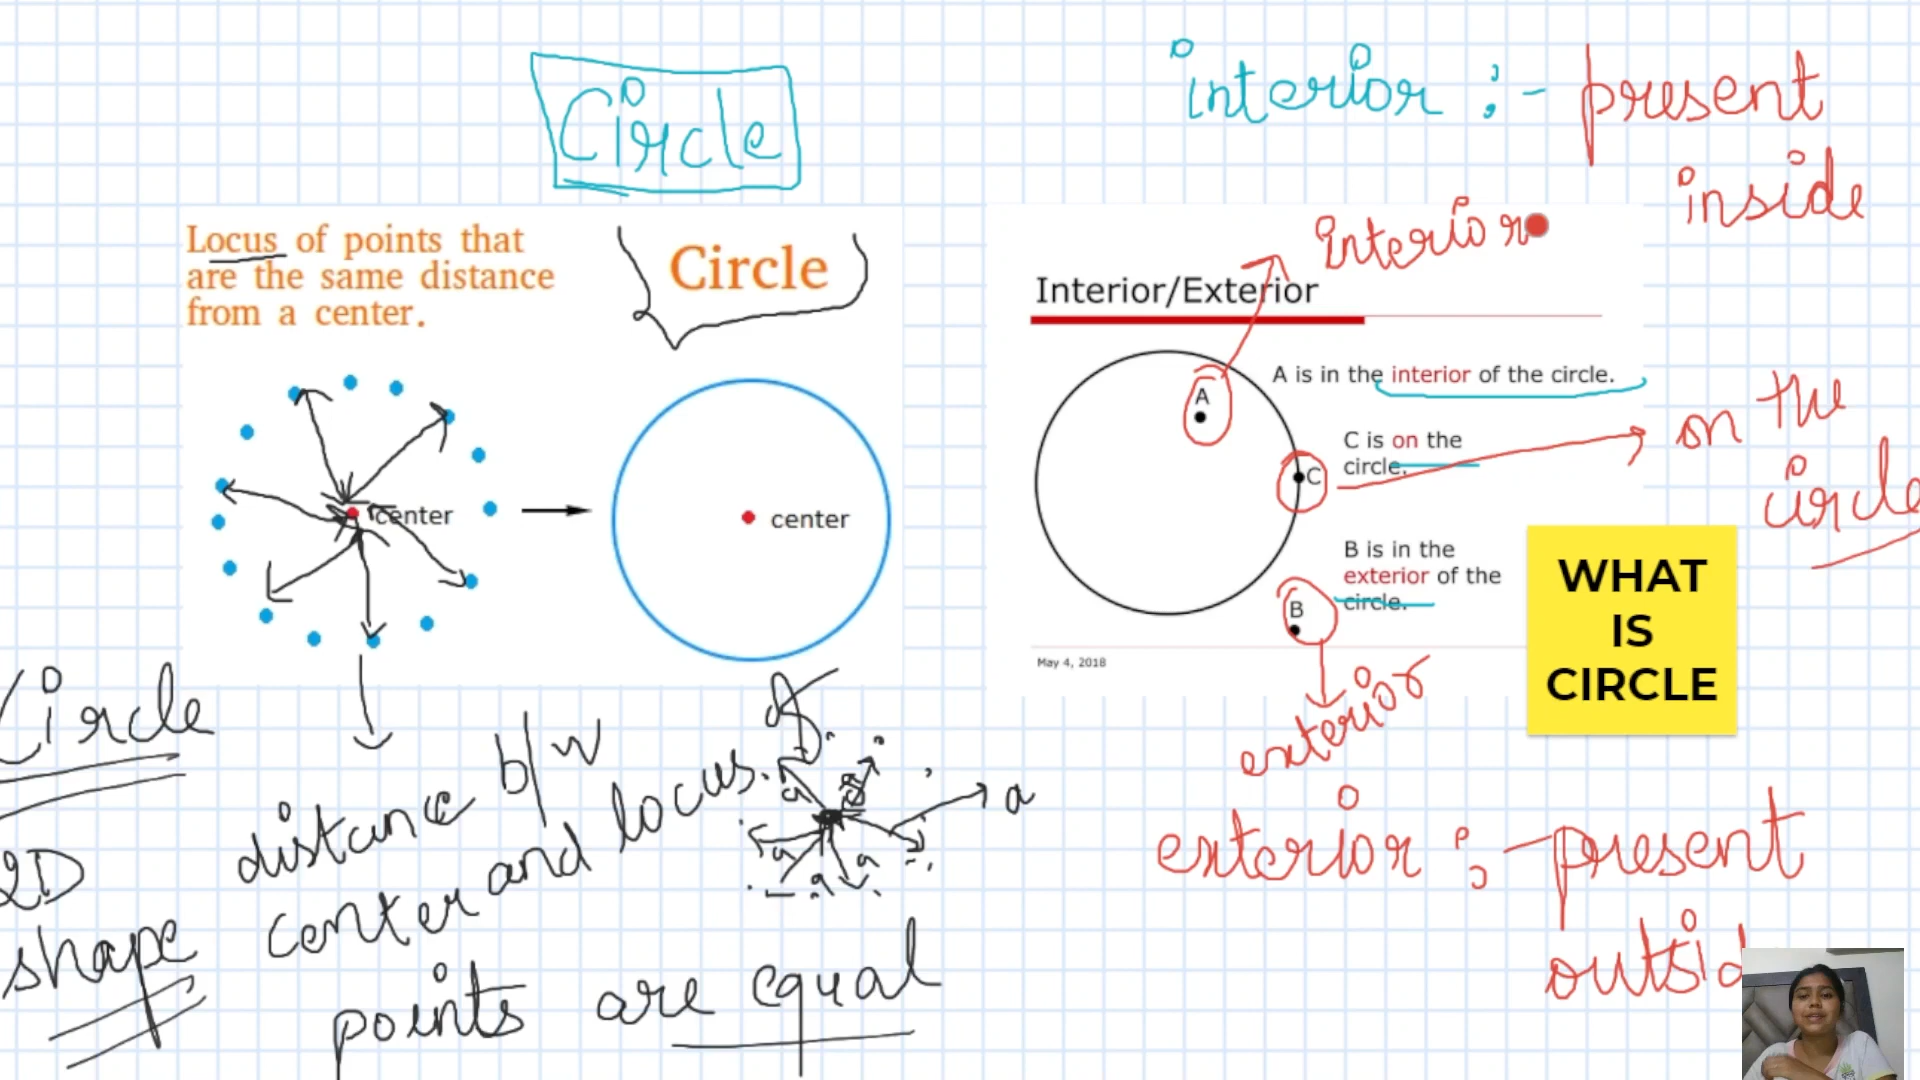 Circle
Locus of points that
are the same distance
from a center.
Circle
center
center
Circle
2D
shape
distance b/w
center and locus.
points are equal
a
a
a
a
a
interior :- present
inside
interior
Interior/Exterior
A
A is in the interior of the circle.
C is on the
circle.
C
on the
circle
B is in the
exterior of the
circle.
B
May 4, 2018
exterior
WHAT
IS
CIRCLE
exterior :- present
outsid